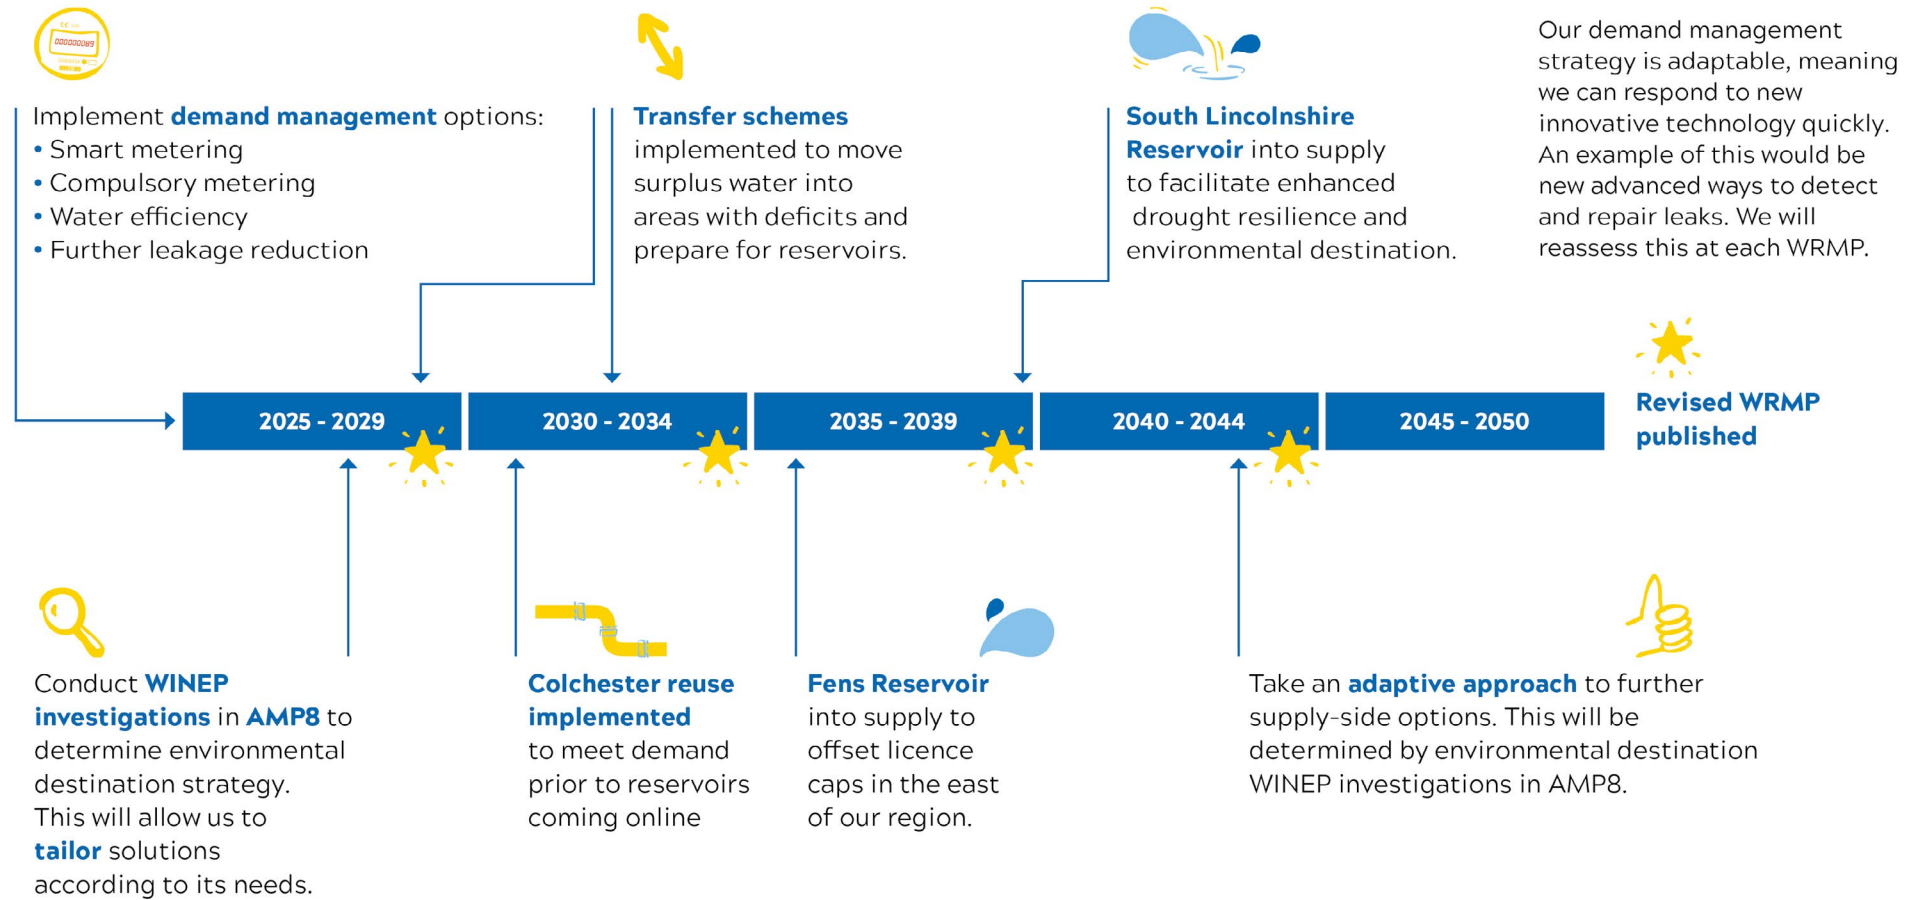 000000089
Implement demand management options:
• Smart metering
• Compulsory metering
• Water efficiency
• Further leakage reduction
Transfer schemes
implemented to move
surplus water into
areas with deficits and
prepare for reservoirs.
South Lincolnshire
Reservoir into supply
to facilitate enhanced
drought resilience and
environmental destination.
Our demand management
strategy is adaptable, meaning
we can respond to new
innovative technology quickly.
An example of this would be
new advanced ways to detect
and repair leaks. We will
reassess this at each WRMP.
2025 - 2029
2030 - 2034
2035 - 2039
2040 - 2044
2045 - 2050
Revised WRMP
published
Conduct WINEP
investigations in AMP8 to
determine environmental
destination strategy.
This will allow us to
tailor solutions
according to its needs.
Colchester reuse
implemented
to meet demand
prior to reservoirs
coming online
Fens Reservoir
into supply to
offset licence
caps in the east
of our region.
Take an adaptive approach to further
supply-side options. This will be
determined by environmental destination
WINEP investigations in AMP8.